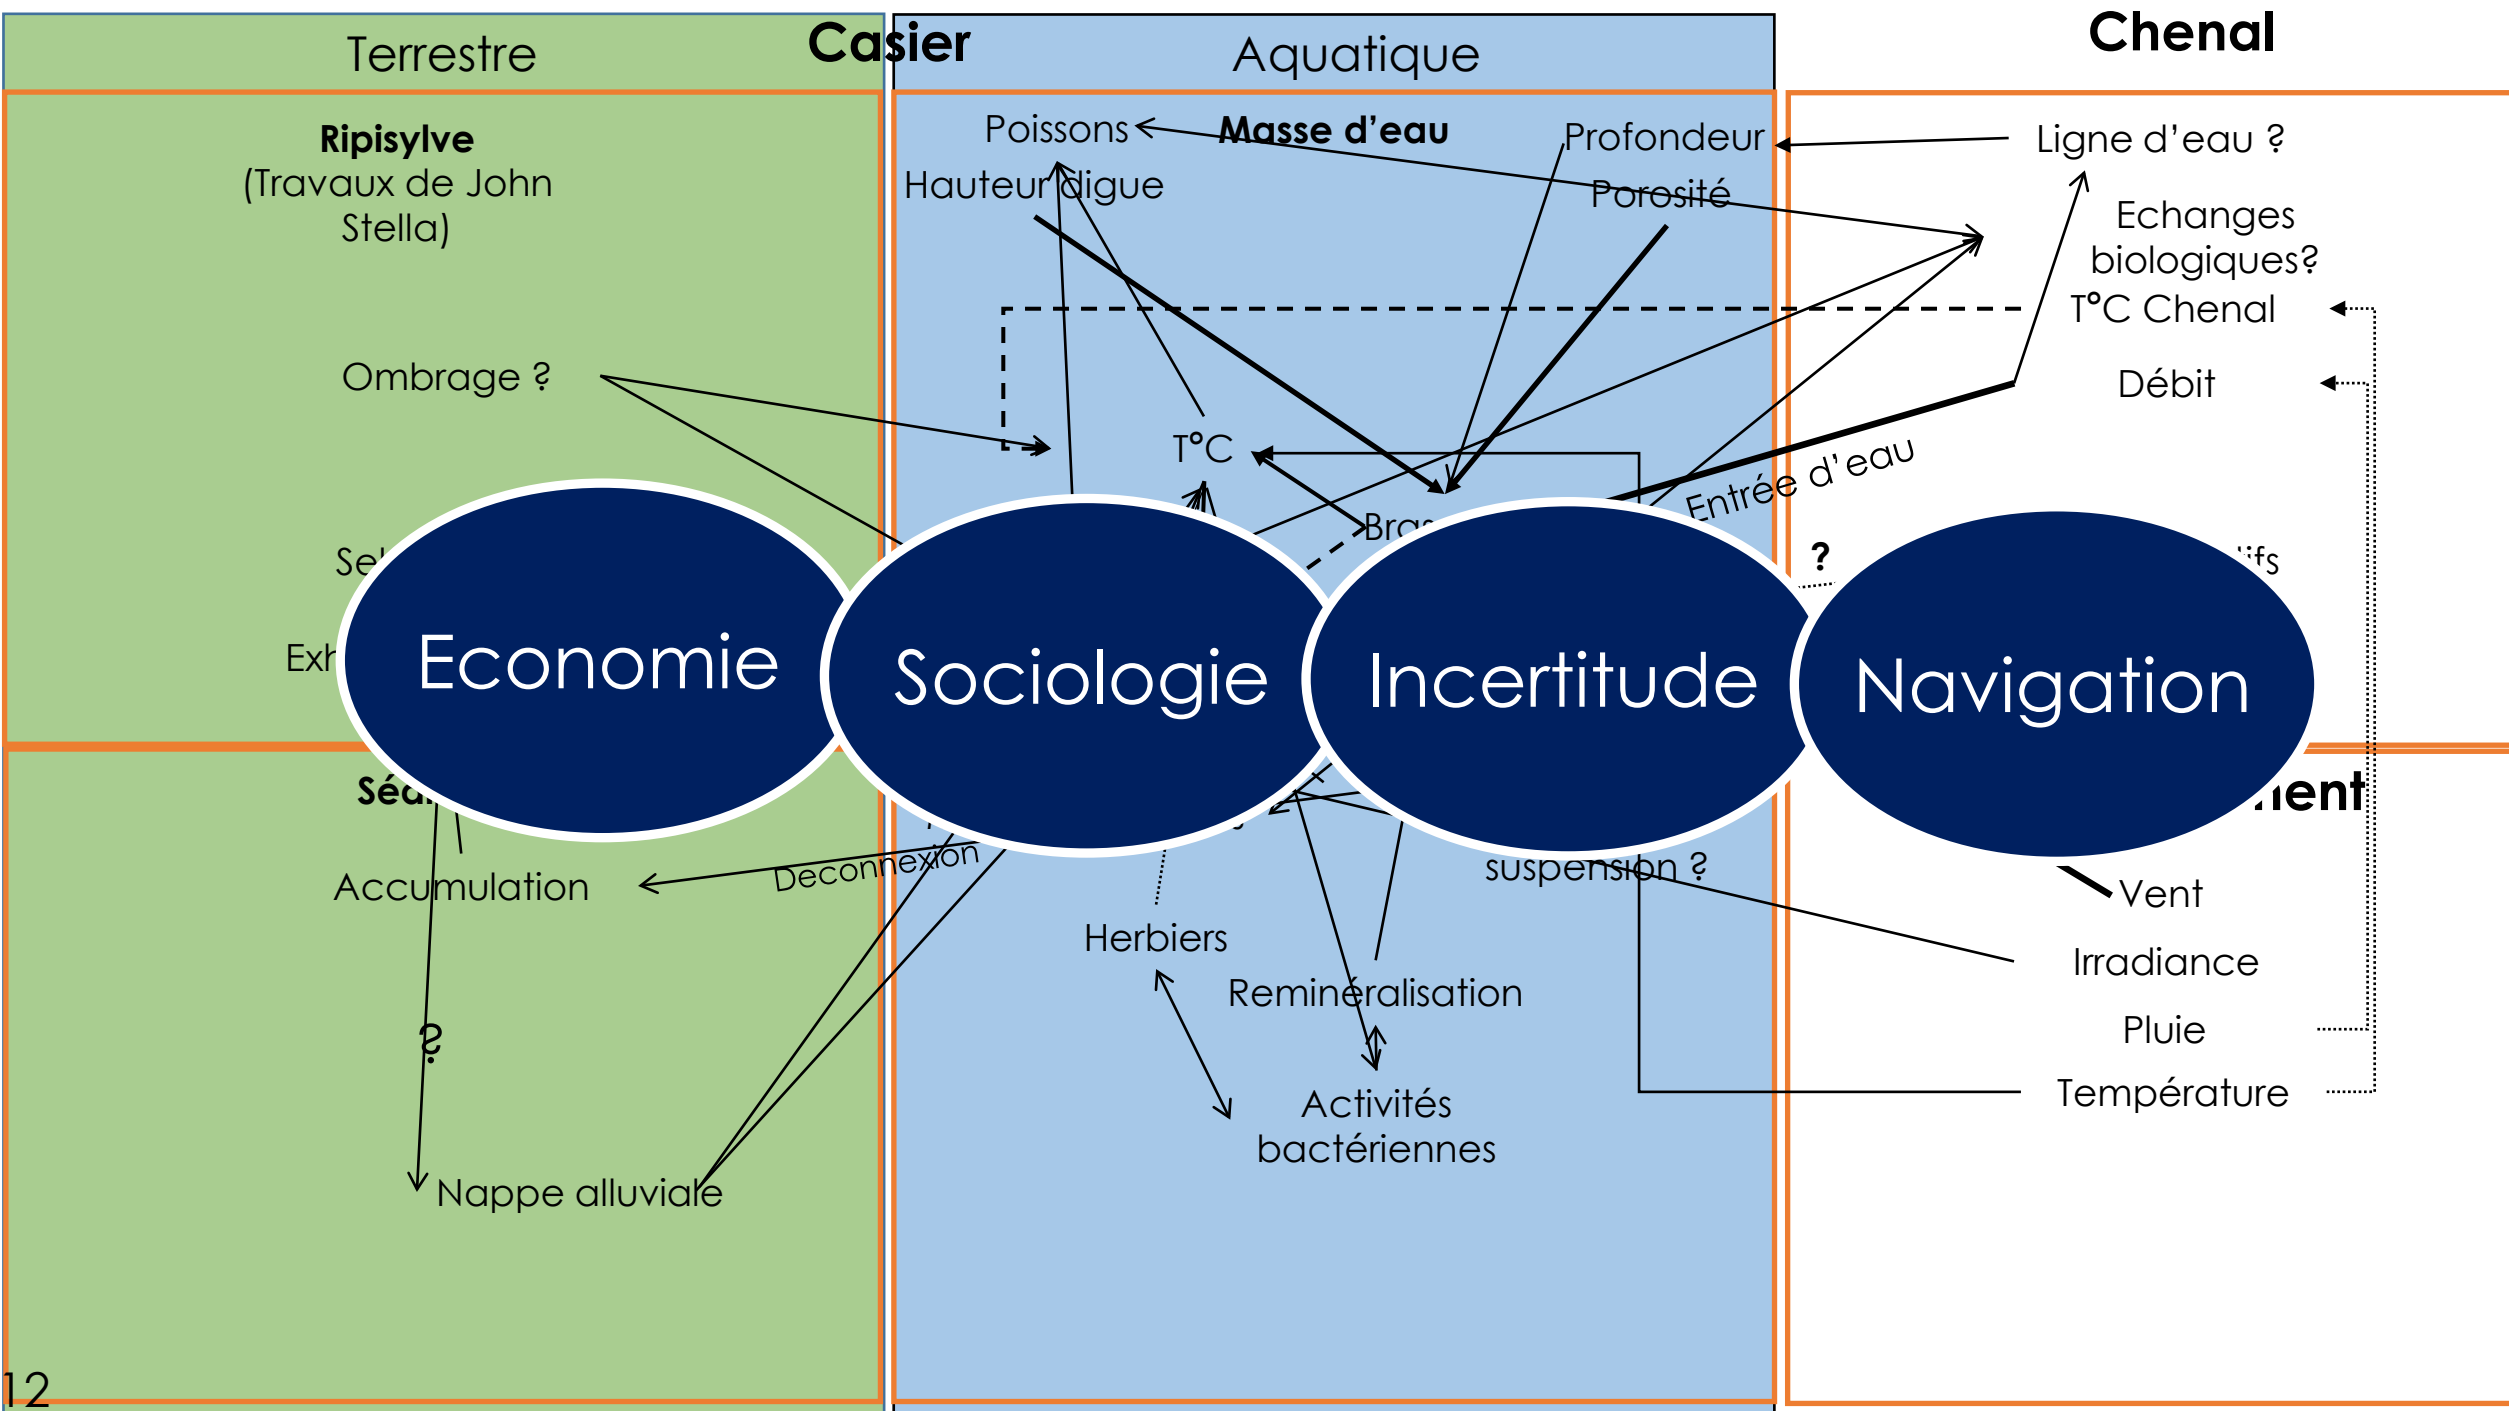 Casier
Chenal
Terrestre
Aquatique
Ripisylve
(Travaux de John
Stella)
Ombrage ?
Poissons
Masse d'eau
Profondeur
Hauteur digue
Porosité
T°C
Ligne d'eau ?
Echanges
biologiques?
T°C Chenal
Débit
Entrée d'eau
?
Economie
Sociologie
Incertitude
Navigation
Accumulation
Deconnexion
suspension ?
Vent
Herbiers
Irradiance
Reminéralisation
?
Pluie
Activités
bactériennes
Température
Nappe alluviale
12